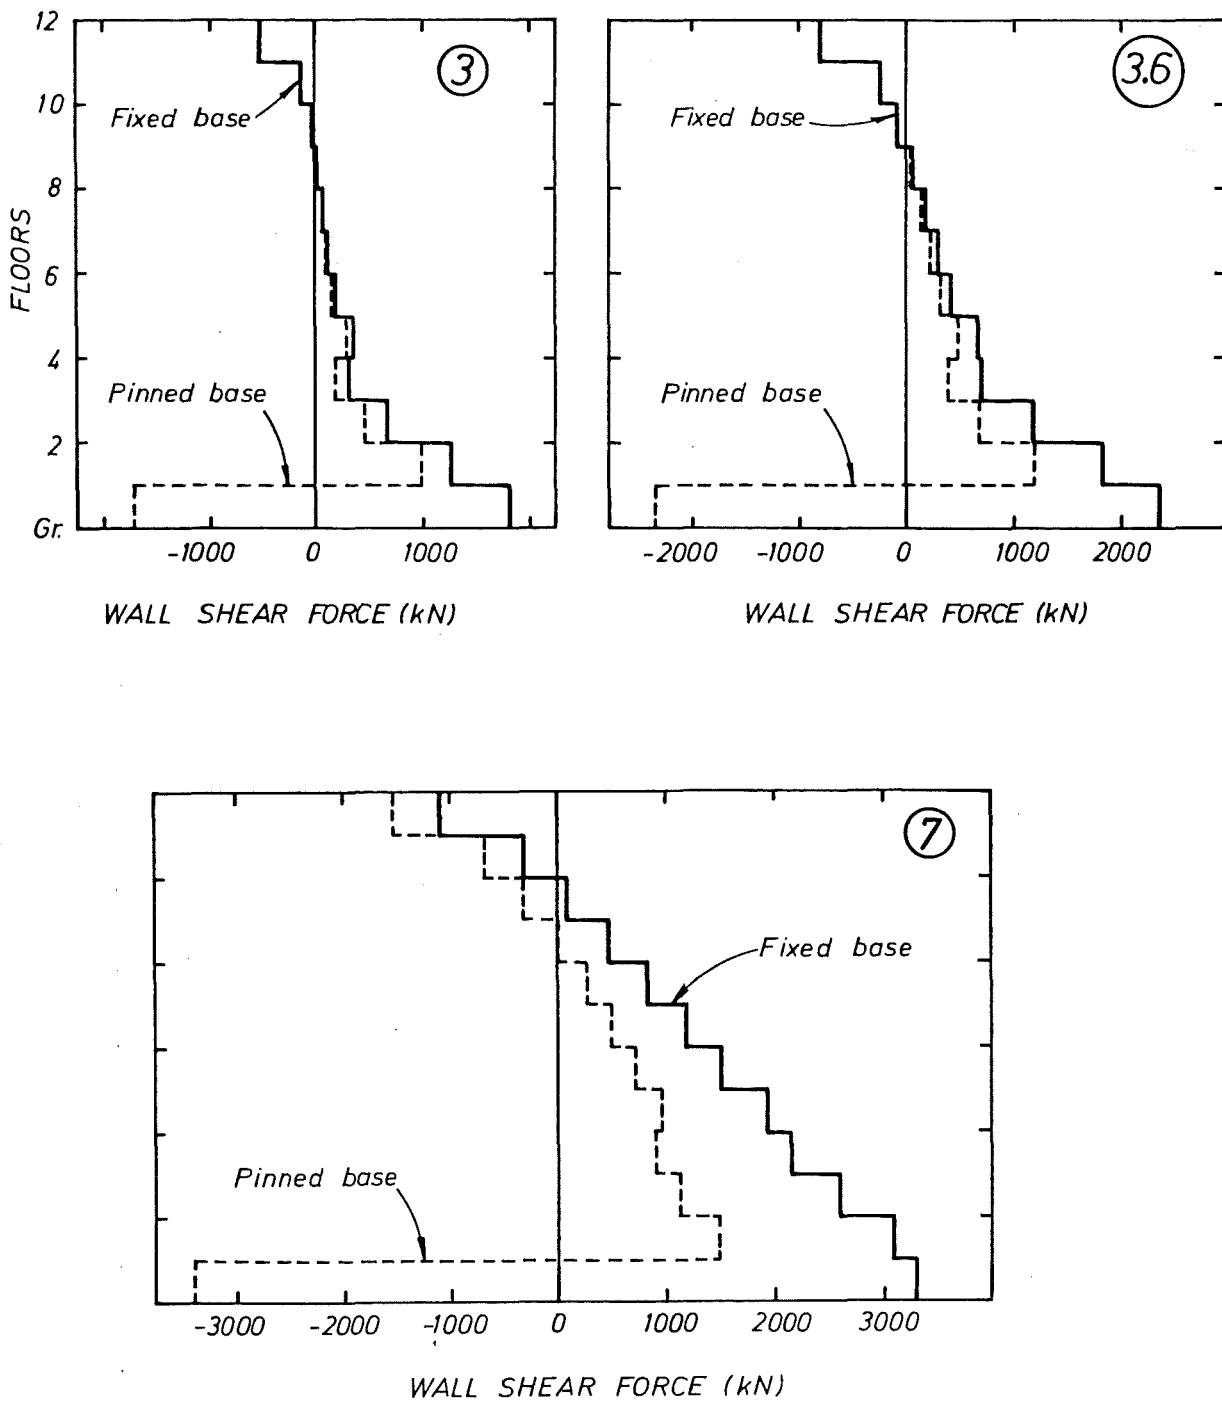 12
10
8
6
4
2
Gr.
FLOORS
3
Fixed base
Pinned base
-1000 0 1000
WALL SHEAR FORCE (kN)
3.6
Fixed base
Pinned base
-2000 -1000 0 1000 2000
WALL SHEAR FORCE (kN)
7
Fixed base
Pinned base
-3000 -2000 -1000 0 1000 2000 3000
WALL SHEAR FORCE (kN)